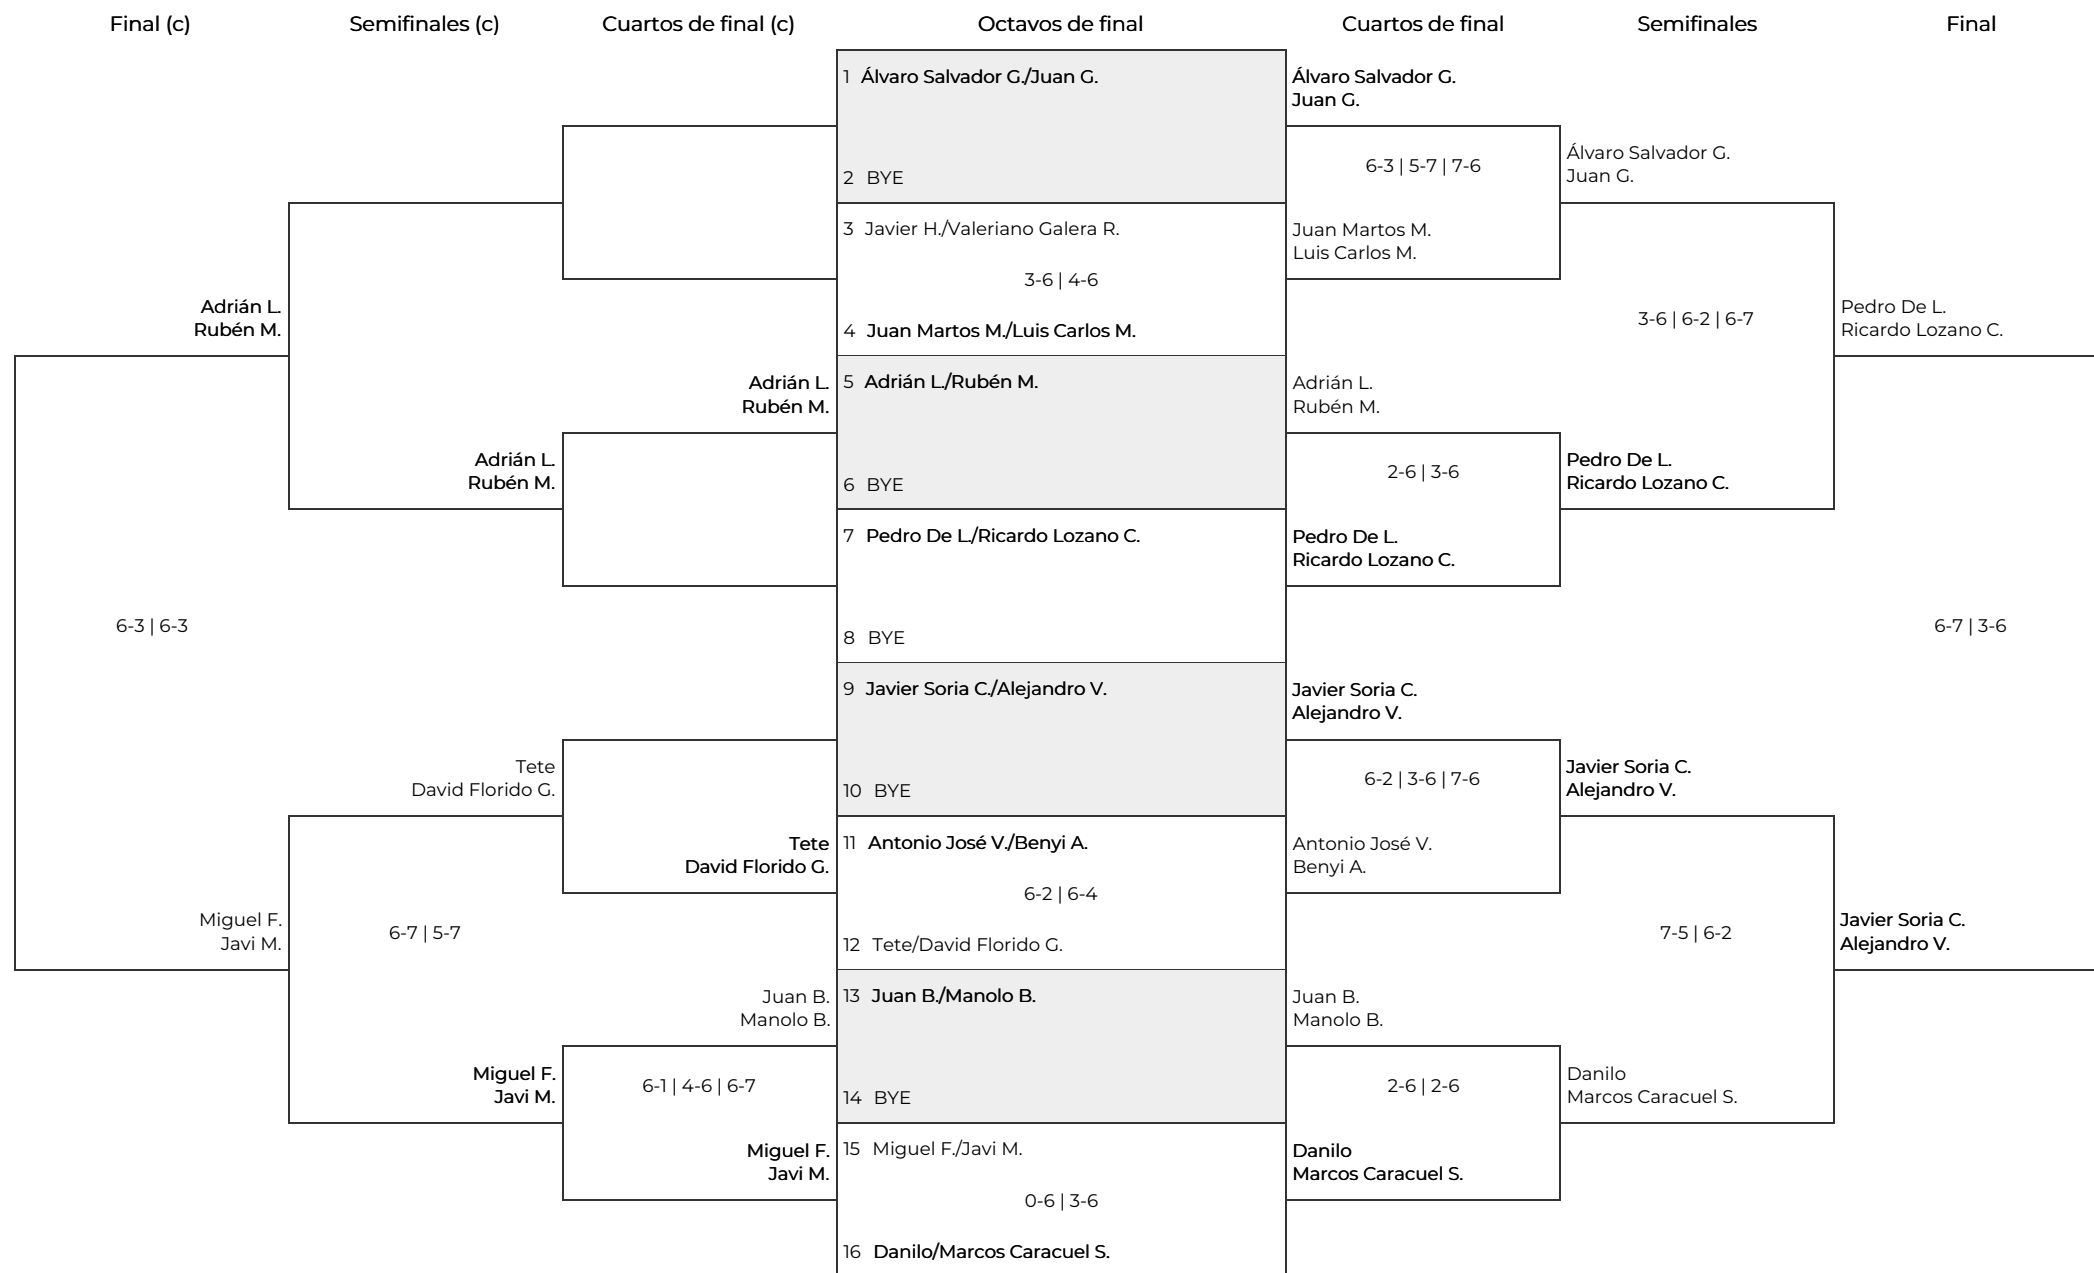 Final (c)
Semifinales (c)
Cuartos de final (c)
Octavos de final
Cuartos de final
Semifinales
Final
Adrián L.
Rubén M.
6-3 | 6-3
Miguel F.
Javi M.
Adrián L.
Rubén M.
Tete
David Florido G.
6-7 | 5-7
Miguel F.
Javi M.
Adrián L.
Rubén M.
Tete
David Florido G.
Juan B.
Manolo B.
6-1 | 4-6 | 6-7
Miguel F.
Javi M.
1 Álvaro Salvador G./Juan G.
2 BYE
3 Javier H./Valeriano Galera R.
3-6 | 4-6
4 Juan Martos M./Luis Carlos M.
5 Adrián L./Rubén M.
6 BYE
7 Pedro De L./Ricardo Lozano C.
8 BYE
9 Javier Soria C./Alejandro V.
10 BYE
11 Antonio José V./Benyi A.
6-2 | 6-4
12 Tete/David Florido G.
13 Juan B./Manolo B.
14 BYE
15 Miguel F./Javi M.
0-6 | 3-6
16 Danilo/Marcos Caracuel S.
Álvaro Salvador G.
Juan G.
6-3 | 5-7 | 7-6
Juan Martos M.
Luis Carlos M.
Adrián L.
Rubén M.
2-6 | 3-6
Pedro De L.
Ricardo Lozano C.
Javier Soria C.
Alejandro V.
6-2 | 3-6 | 7-6
Antonio José V.
Benyi A.
Juan B.
Manolo B.
2-6 | 2-6
Danilo
Marcos Caracuel S.
Álvaro Salvador G.
Juan G.
3-6 | 6-2 | 6-7
Pedro De L.
Ricardo Lozano C.
Javier Soria C.
Alejandro V.
7-5 | 6-2
Danilo
Marcos Caracuel S.
Pedro De L.
Ricardo Lozano C.
6-7 | 3-6
Javier Soria C.
Alejandro V.